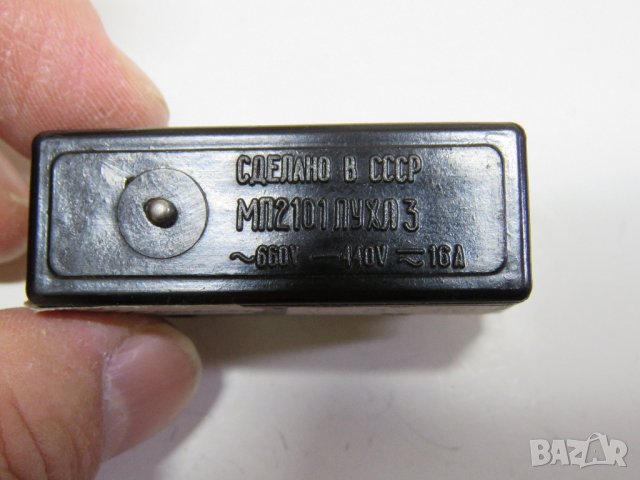 СДЕЛАНО В СССР
МП2101ЛУХЛ3
~660V ⎓ 440V ≂ 16A
BAZAR